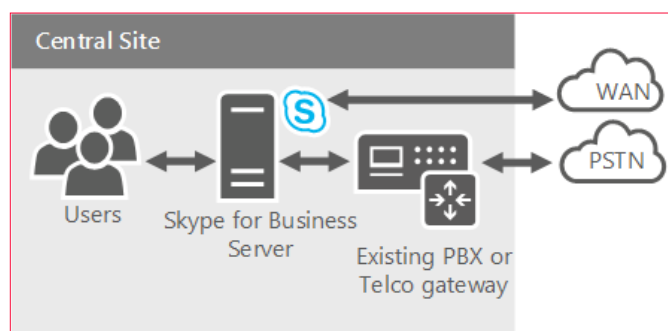 Central Site
WAN
S
PSTN
Users
Skype for Business
Server
Existing PBX or
Telco gateway